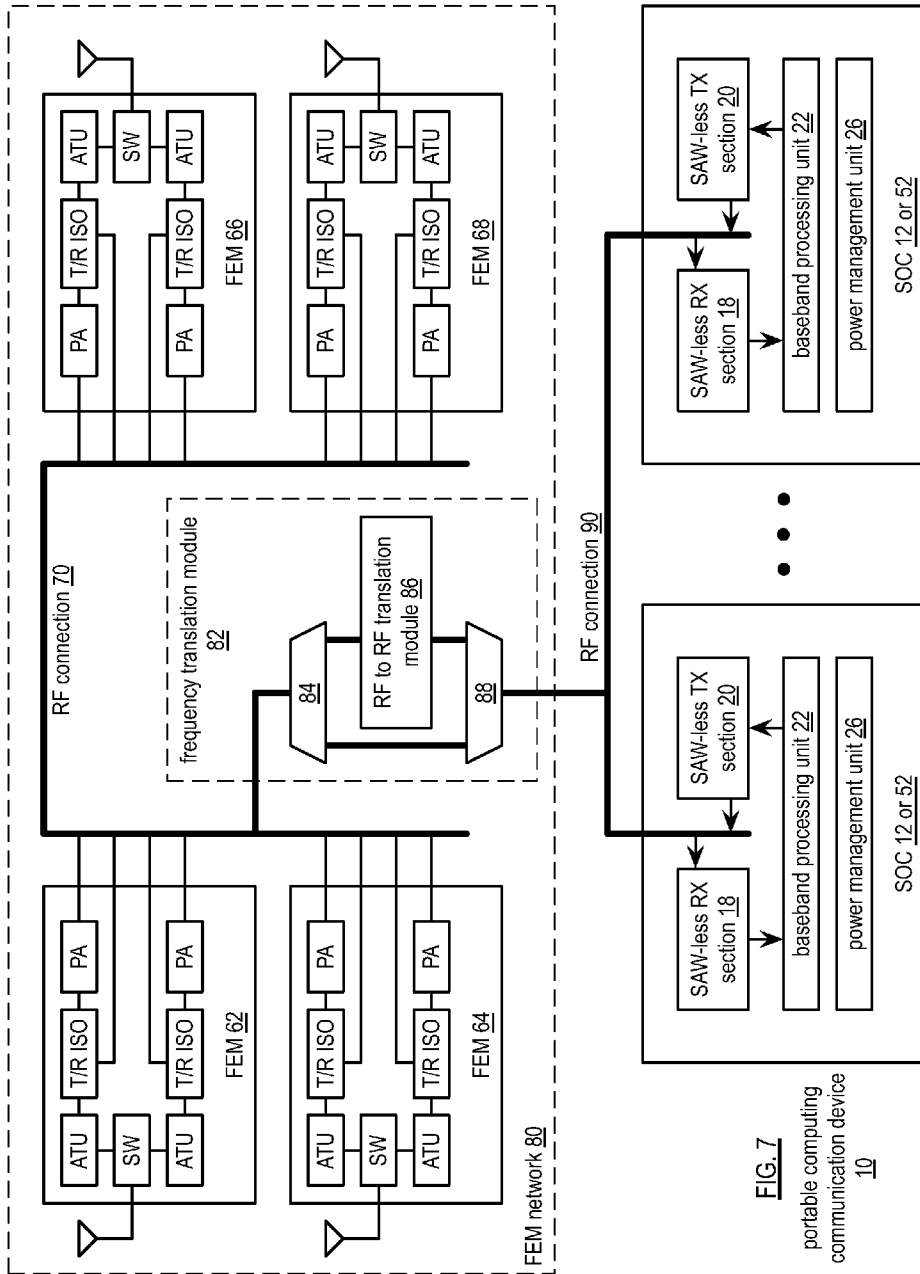 FEM network 80
ATU
T/R ISO
PA
SW
ATU
T/R ISO
PA
FEM 62
ATU
T/R ISO
PA
SW
ATU
T/R ISO
PA
FEM 64
RF connection 70
frequency translation
module
82
84
RF to RF translation
module 86
88
PA
T/R ISO
ATU
SW
PA
T/R ISO
ATU
FEM 66
PA
T/R ISO
ATU
SW
PA
T/R ISO
ATU
FEM 68
RF connection 90
SAW-less RX
section 18
SAW-less TX
section 20
baseband processing unit 22
power management unit 26
SOC 12 or 52
SAW-less RX
section 18
SAW-less TX
section 20
baseband processing unit 22
power management unit 26
SOC 12 or 52
FIG. 7
portable computing
communication device
10